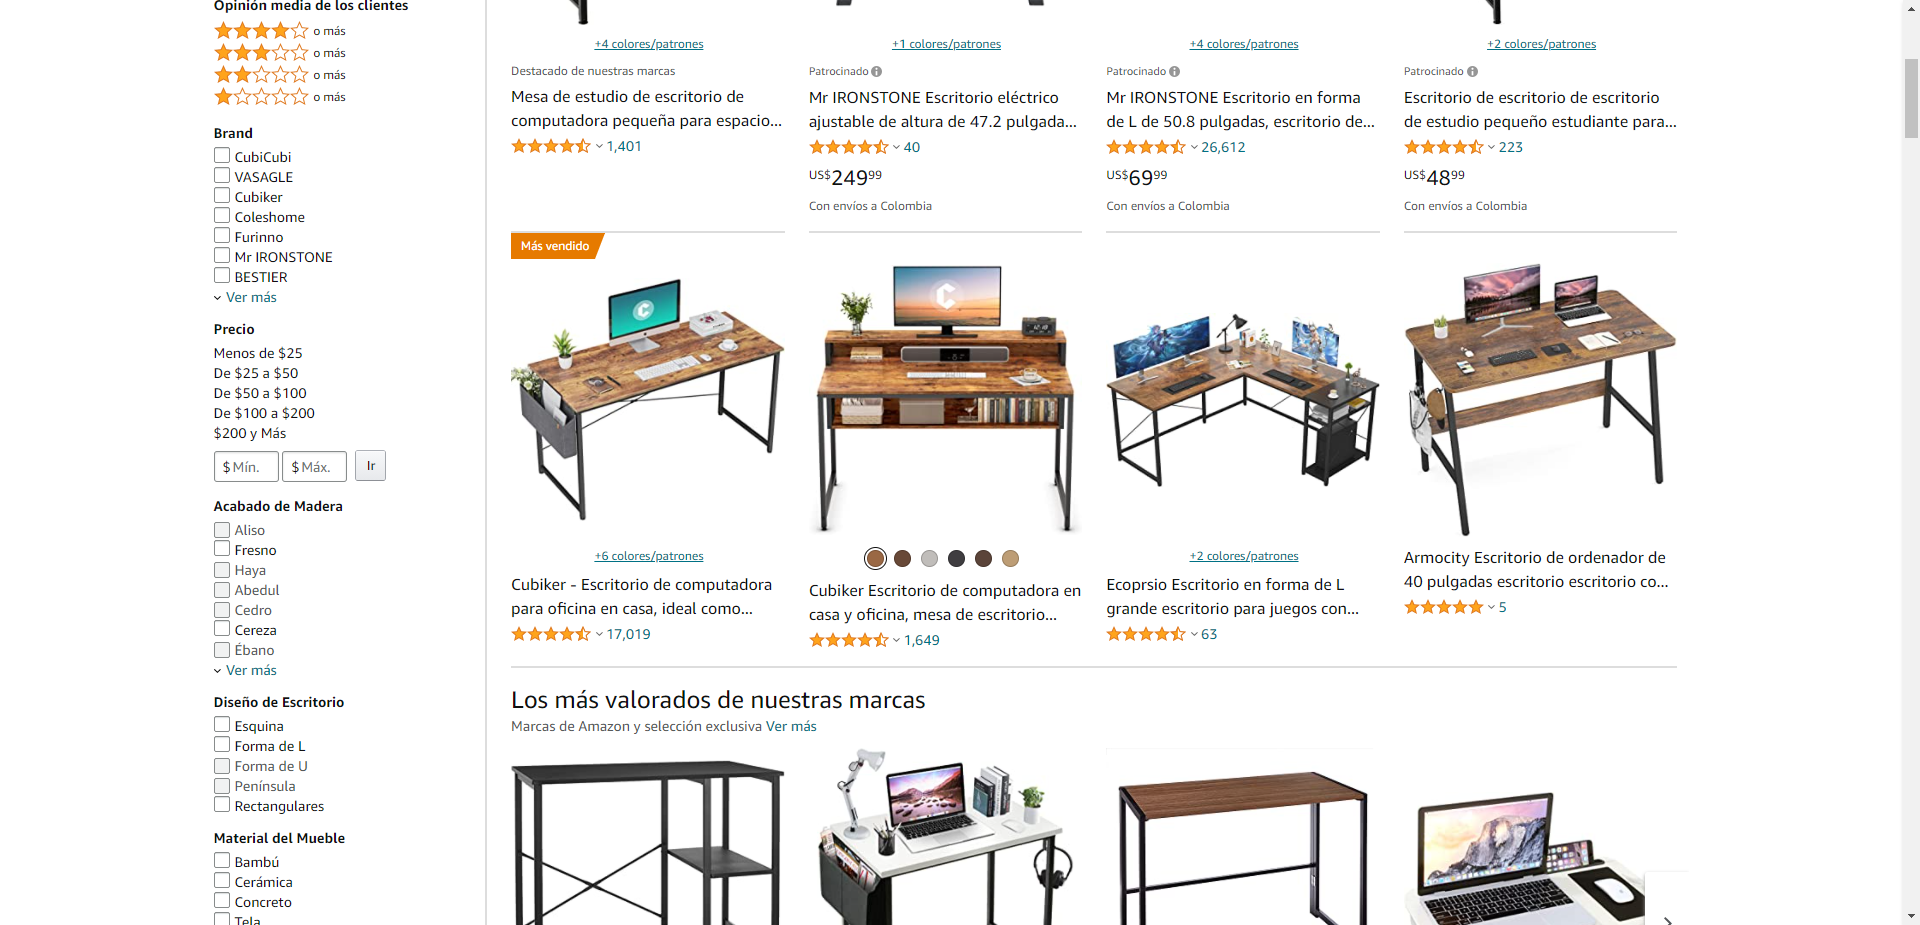 Opinión media de los clientes
o más
o más
o más
o más
Brand
CubiCubi
VASAGLE
Cubiker
Coleshome
Furinno
Mr IRONSTONE
BESTIER
Ver más
Precio
Menos de $25
De $25 a $50
De $50 a $100
De $100 a $200
$200 y Más
$ Mín. $ Máx. Ir
Acabado de Madera
Aliso
Fresno
Haya
Abedul
Cedro
Cereza
Ébano
Ver más
Diseño de Escritorio
Esquina
Forma de L
Forma de U
Península
Rectangulares
Material del Mueble
Bambú
Cerámica
Concreto
Tela
+4 colores/patrones
Destacado de nuestras marcas
Mesa de estudio de escritorio de
computadora pequeña para espacio...
1,401
+1 colores/patrones
Patrocinado
Mr IRONSTONE Escritorio eléctrico
ajustable de altura de 47.2 pulgada...
40
US$249.99
Con envíos a Colombia
+4 colores/patrones
Patrocinado
Mr IRONSTONE Escritorio en forma
de L de 50.8 pulgadas, escritorio de...
26,612
US$69.99
Con envíos a Colombia
+2 colores/patrones
Patrocinado
Escritorio de escritorio de escritorio
de estudio pequeño estudiante para...
223
US$48.99
Con envíos a Colombia
Más vendido
+6 colores/patrones
Cubiker - Escritorio de computadora
para oficina en casa, ideal como...
17,019
Cubiker Escritorio de computadora en
casa y oficina, mesa de escritorio...
1,649
+2 colores/patrones
Ecoprsio Escritorio en forma de L
grande escritorio para juegos con...
63
Armocity Escritorio de ordenador de
40 pulgadas escritorio escritorio co...
5
Los más valorados de nuestras marcas
Marcas de Amazon y selección exclusiva Ver más